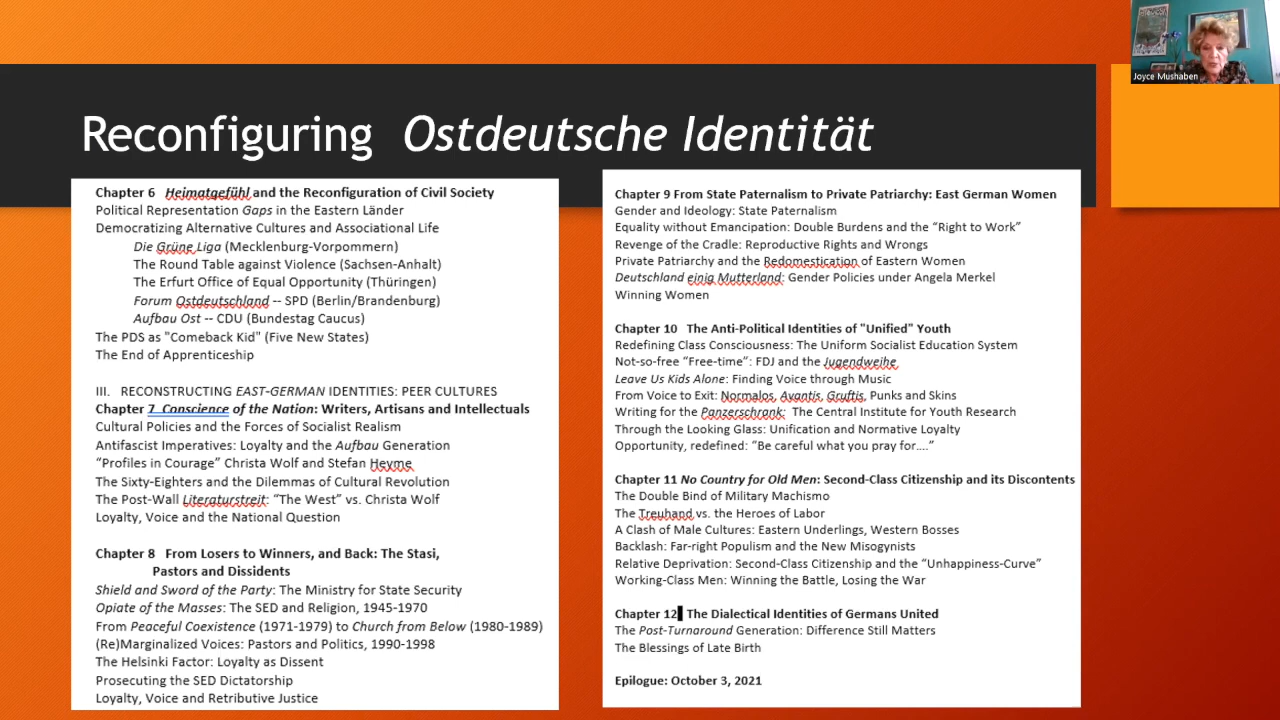 Joyce Mushaben
Reconfiguring Ostdeutsche Identität
Chapter 6 Heimatgefühl and the Reconfiguration of Civil Society
Political Representation Gaps in the Eastern Länder
Democratizing Alternative Cultures and Associational Life
Die Grüne Liga (Mecklenburg-Vorpommern)
The Round Table against Violence (Sachsen-Anhalt)
The Erfurt Office of Equal Opportunity (Thüringen)
Forum Ostdeutschland -- SPD (Berlin/Brandenburg)
Aufbau Ost -- CDU (Bundestag Caucus)
The PDS as "Comeback Kid" (Five New States)
The End of Apprenticeship
III. RECONSTRUCTING EAST-GERMAN IDENTITIES: PEER CULTURES
Chapter 7 Conscience of the Nation: Writers, Artisans and Intellectuals
Cultural Policies and the Forces of Socialist Realism
Antifascist Imperatives: Loyalty and the Aufbau Generation
“Profiles in Courage” Christa Wolf and Stefan Heyme
The Sixty-Eighters and the Dilemmas of Cultural Revolution
The Post-Wall Literaturstreit: “The West” vs. Christa Wolf
Loyalty, Voice and the National Question
Chapter 8 From Losers to Winners, and Back: The Stasi,
Pastors and Dissidents
Shield and Sword of the Party: The Ministry for State Security
Opiate of the Masses: The SED and Religion, 1945-1970
From Peaceful Coexistence (1971-1979) to Church from Below (1980-1989)
(Re)Marginalized Voices: Pastors and Politics, 1990-1998
The Helsinki Factor: Loyalty as Dissent
Prosecuting the SED Dictatorship
Loyalty, Voice and Retributive Justice
Chapter 9 From State Paternalism to Private Patriarchy: East German Women
Gender and Ideology: State Paternalism
Equality without Emancipation: Double Burdens and the “Right to Work”
Revenge of the Cradle: Reproductive Rights and Wrongs
Private Patriarchy and the Redomestication of Eastern Women
Deutschland einig Mutterland: Gender Policies under Angela Merkel
Winning Women
Chapter 10 The Anti-Political Identities of "Unified" Youth
Redefining Class Consciousness: The Uniform Socialist Education System
Not-so-free “Free-time”: FDJ and the Jugendweihe
Leave Us Kids Alone: Finding Voice through Music
From Voice to Exit: Normalos, Avantis, Gruftis, Punks and Skins
Writing for the Panzerschrank: The Central Institute for Youth Research
Through the Looking Glass: Unification and Normative Loyalty
Opportunity, redefined: “Be careful what you pray for....”
Chapter 11 No Country for Old Men: Second-Class Citizenship and its Discontents
The Double Bind of Military Machismo
The Treuhand vs. the Heroes of Labor
A Clash of Male Cultures: Eastern Underlings, Western Bosses
Backlash: Far-right Populism and the New Misogynists
Relative Deprivation: Second-Class Citizenship and the “Unhappiness-Curve”
Working-Class Men: Winning the Battle, Losing the War
Chapter 12 The Dialectical Identities of Germans United
The Post-Turnaround Generation: Difference Still Matters
The Blessings of Late Birth
Epilogue: October 3, 2021